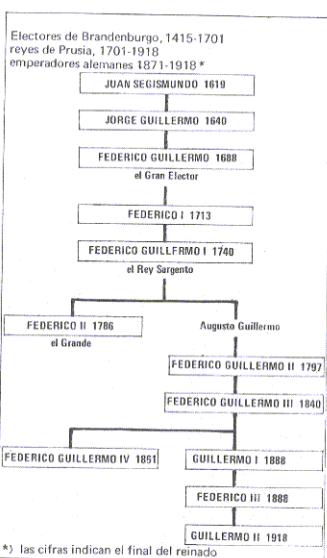 Electores de Brandenburgo, 1415-1701
reyes de Prusia, 1701-1918
emperadores alemanes 1871-1918 *
JUAN SEGISMUNDO 1619
JORGE GUILLERMO 1640
FEDERICO GUILLERMO 1688
el Gran Elector
FEDERICO I 1713
FEDERICO GUILLERMO I 1740
el Rey Sargento
FEDERICO II 1786
Augusto Guillermo
el Grande
FEDERICO GUILLERMO II 1797
FEDERICO GUILLERMO III 1840
FEDERICO GUILLERMO IV 1861
GUILLERMO I 1888
FEDERICO III 1888
GUILLERMO II 1918
*) las cifras indican el final del reinado